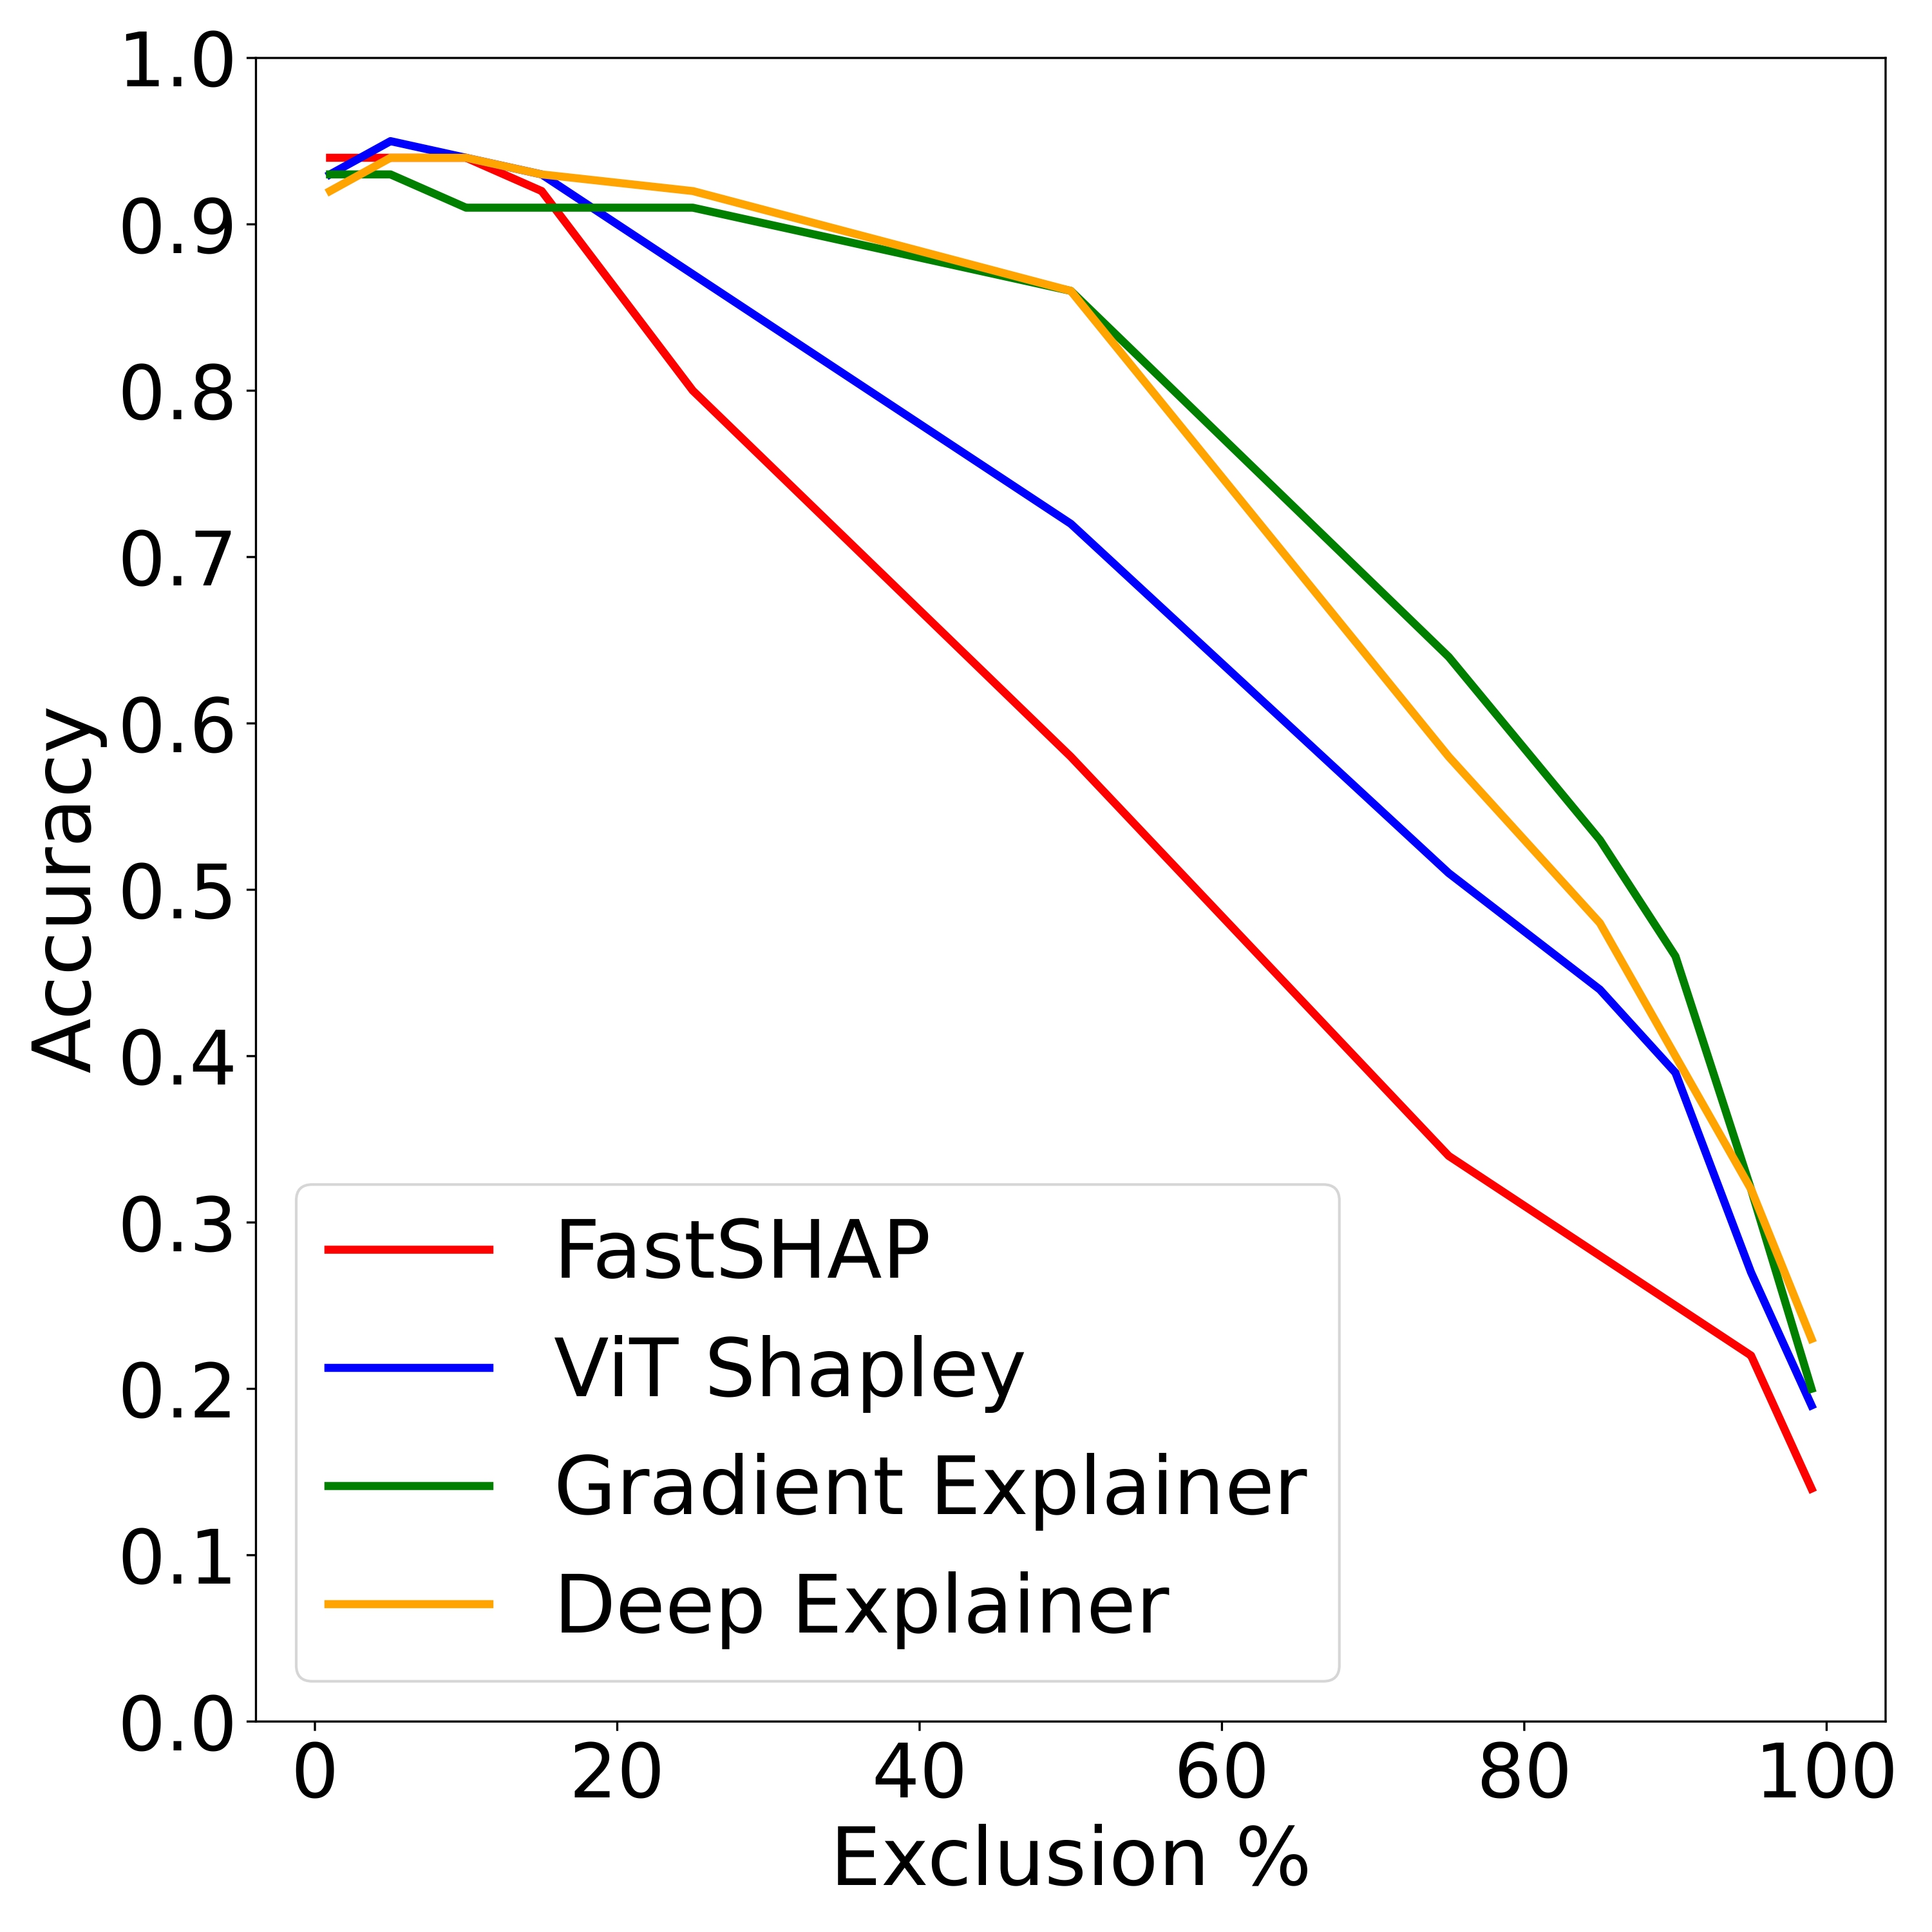 1.0
0.9
0.8
0.7
0.6
0.5
0.4
0.3
0.2
0.1
0.0
Accuracy
FastSHAP
ViT Shapley
Gradient Explainer
Deep Explainer
0 20 40 60 80 100
Exclusion %